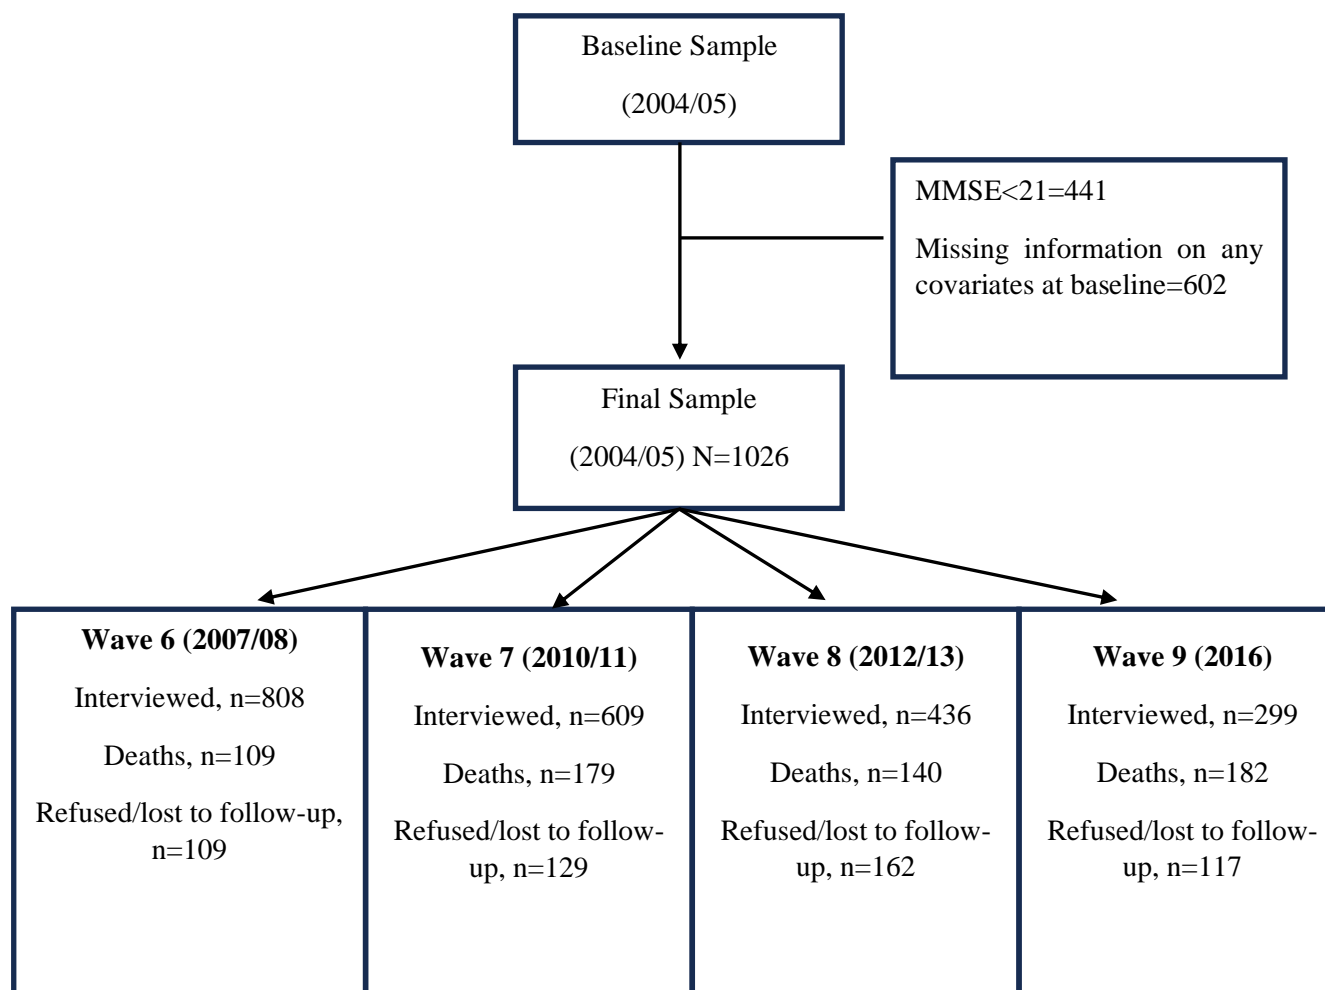 Baseline Sample
(2004/05)
MMSE<21=441
Missing information on any
covariates at baseline=602
Final Sample
(2004/05) N=1026
Wave 6 (2007/08)
Interviewed, n=808
Deaths, n=109
Refused/lost to follow-up,
n=109
Wave 7 (2010/11)
Interviewed, n=609
Deaths, n=179
Refused/lost to follow-
up, n=129
Wave 8 (2012/13)
Interviewed, n=436
Deaths, n=140
Refused/lost to follow-
up, n=162
Wave 9 (2016)
Interviewed, n=299
Deaths, n=182
Refused/lost to follow-
up, n=117